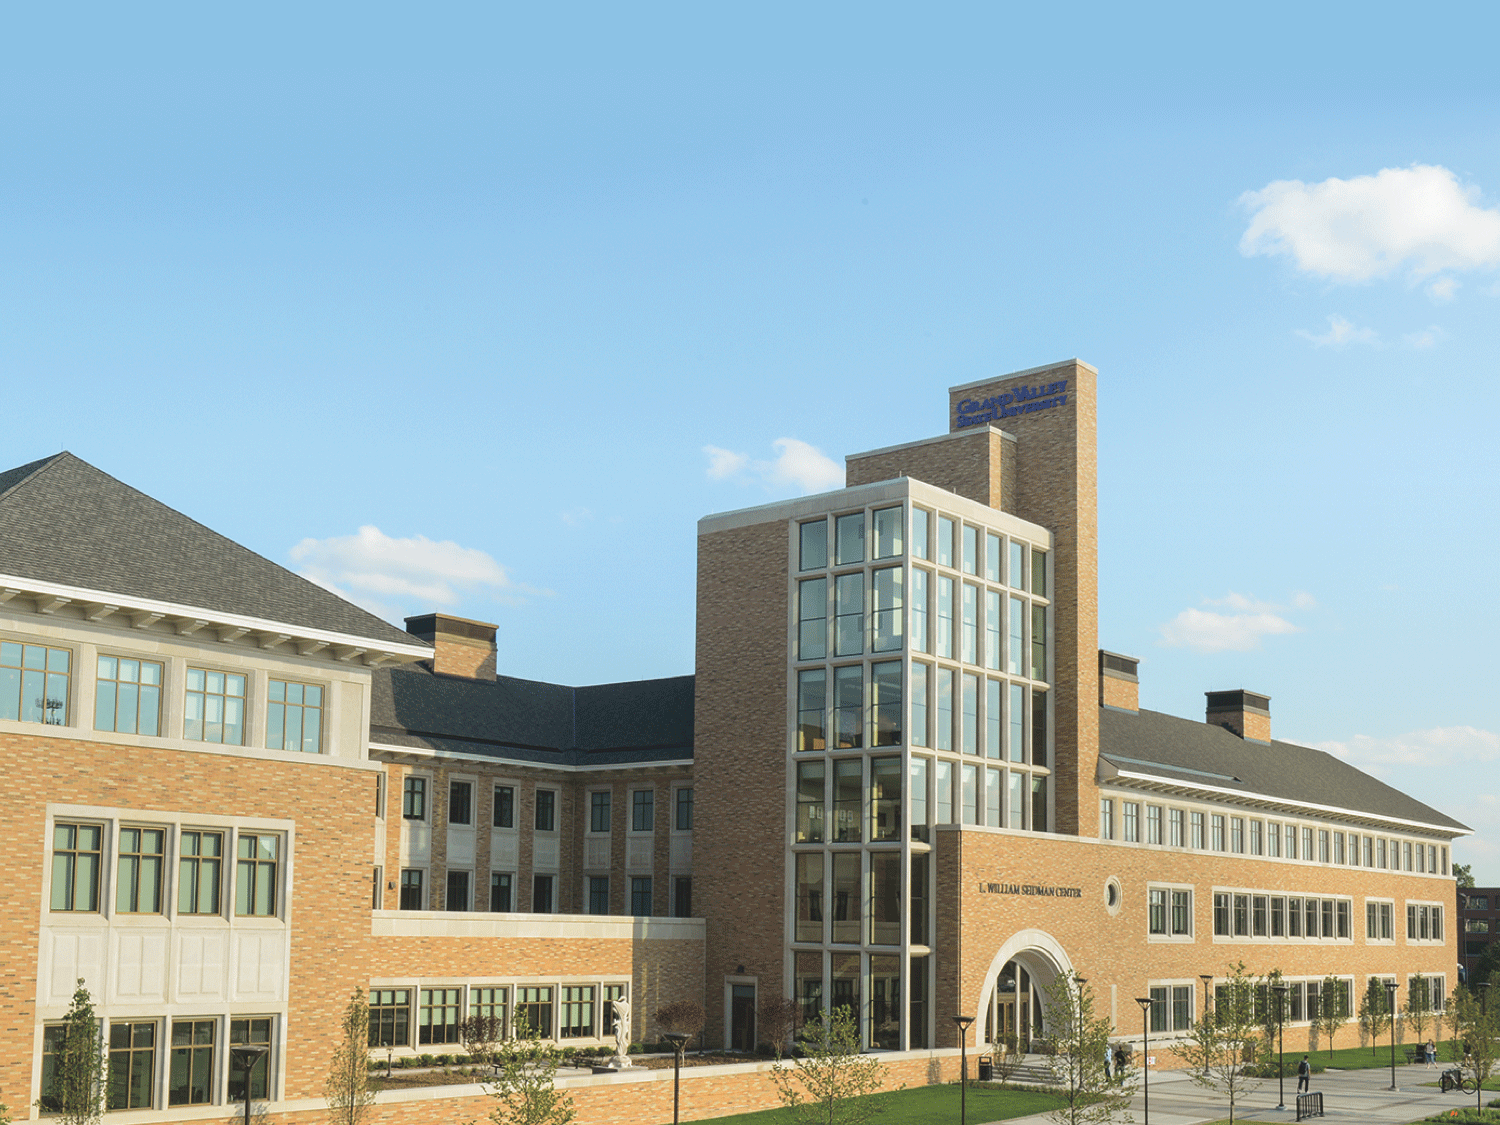 GRAND VALLEY
STATE UNIVERSITY
L. WILLIAM SEIDMAN CENTER